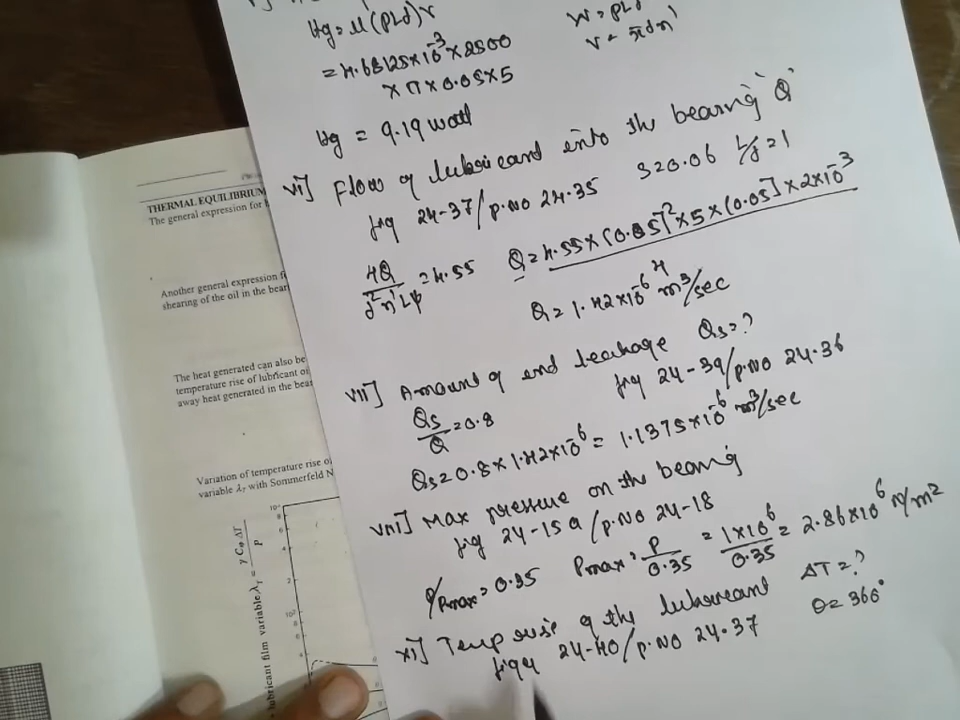 Hg = μ(pLd)v
W = pLd
= 4.68125×10⁻³ × 2500
v = πdn'
× π × 0.05 × 5
Hg = 9.19 watt
vi] Flow of lubricant into the bearing 'Q'
fig 24-37/p.NO 24.35 S=0.06 L/d = 1
4Q/d²n'Lψ = 4.55 Q = 4.55 × (0.05)² × 5 × (0.05) × 2×10⁻³ / 4
Q = 1.42×10⁻⁶ m³/sec
vii] Amount of end leakage Qs = ?
Qs/Q = 0.8 fig 24-39/p.NO 24.36
Qs = 0.8 × 1.42×10⁻⁶ = 1.1375×10⁻⁶ m³/sec
viii] Max pressure on the bearing
fig 24-15a/p.NO 24-18
P/Pmax = 0.35 Pmax = P/0.35 = 1×10⁶/0.35 = 2.86×10⁶ N/m²
xi] Temp rise of the lubricant ΔT = ?
fig 24-40/p.NO 24.37 θ = 360°
THERMAL EQUILIBRIUM
The general expression for
Another general expression
shearing of the oil in the
The heat generated can also be
temperature rise of lubricant
away heat generated in the
Variation of temperature rise
variable λT with Sommerfeld N
lubricant film variable λT = γ Csp ΔT / P